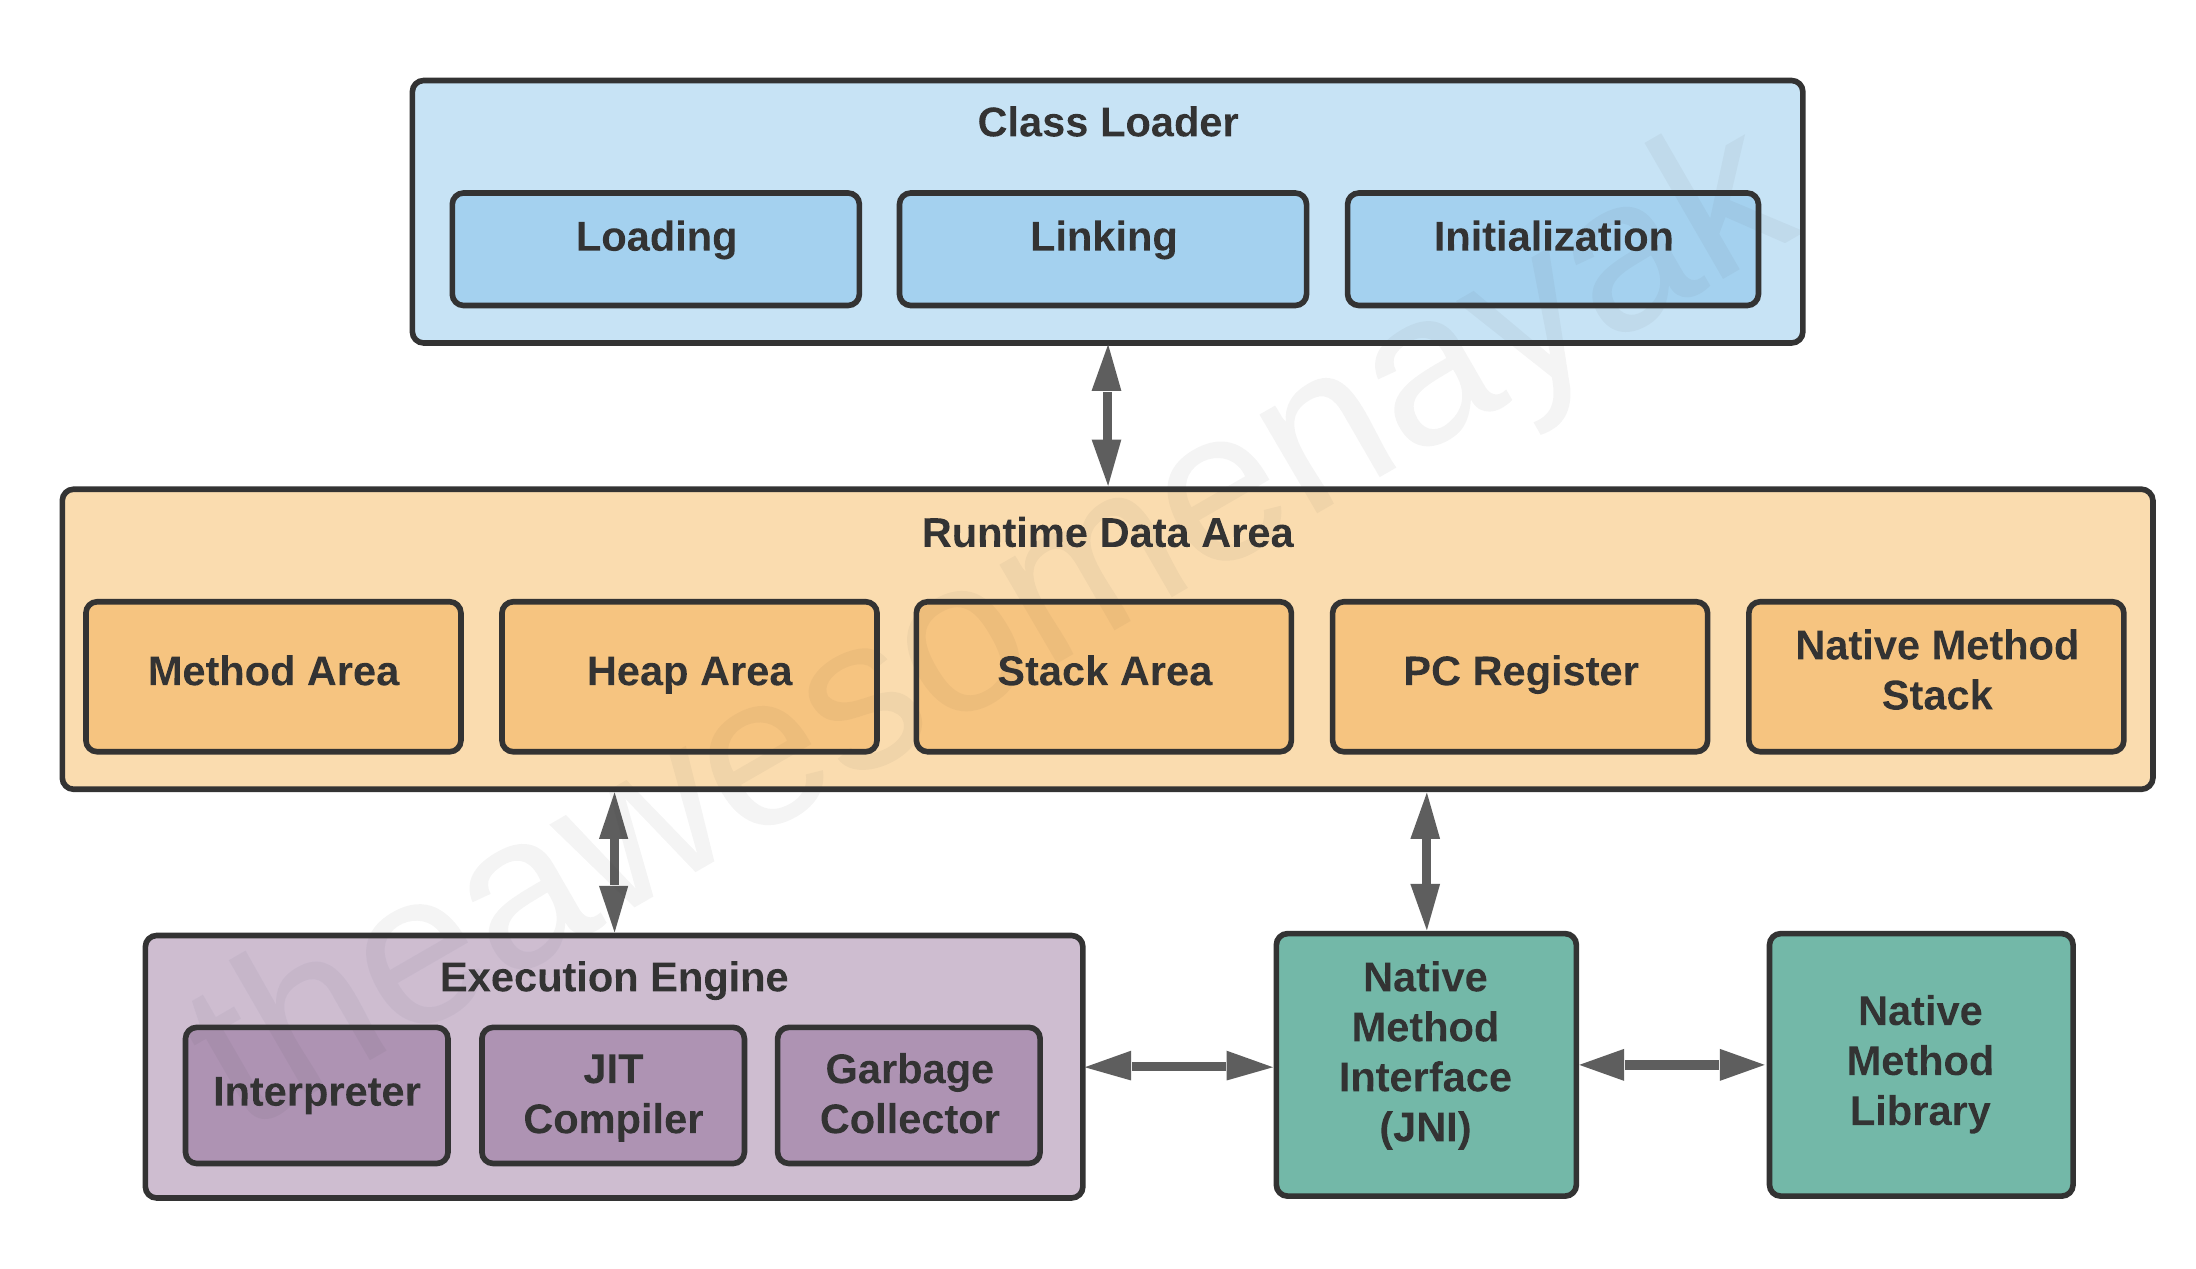 Class Loader
Loading
Linking
Initialization
Runtime Data Area
Method Area
Heap Area
Stack Area
PC Register
Native Method
Stack
Execution Engine
Interpreter
JIT
Compiler
Garbage
Collector
Native
Method
Interface
(JNI)
Native
Method
Library
theawesomenayak